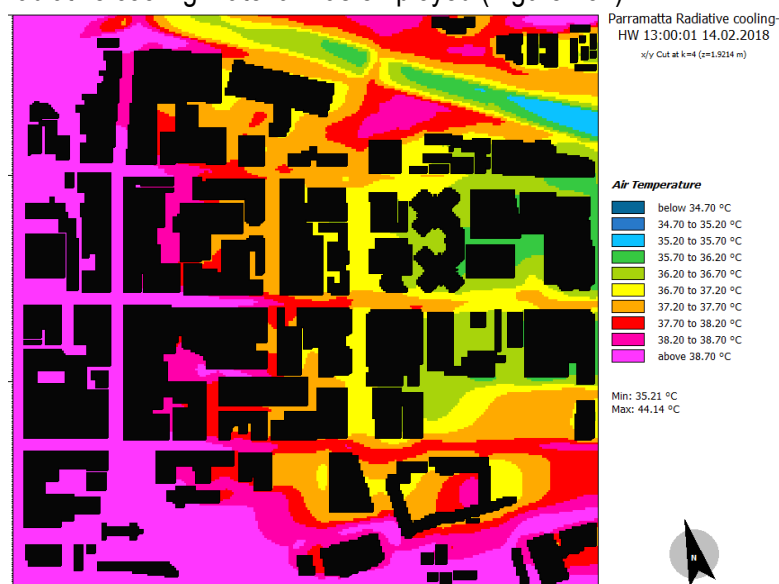 Parramatta Radiative cooling-
HW 13:00:01 14.02.2018
x/y Cut at k=4 (z=1.9214 m)
Air Temperature
below 34.70 °C
34.70 to 35.20 °C
35.20 to 35.70 °C
35.70 to 36.20 °C
36.20 to 36.70 °C
36.70 to 37.20 °C
37.20 to 37.70 °C
37.70 to 38.20 °C
38.20 to 38.70 °C
above 38.70 °C
Min: 35.21 °C
Max: 44.14 °C
N